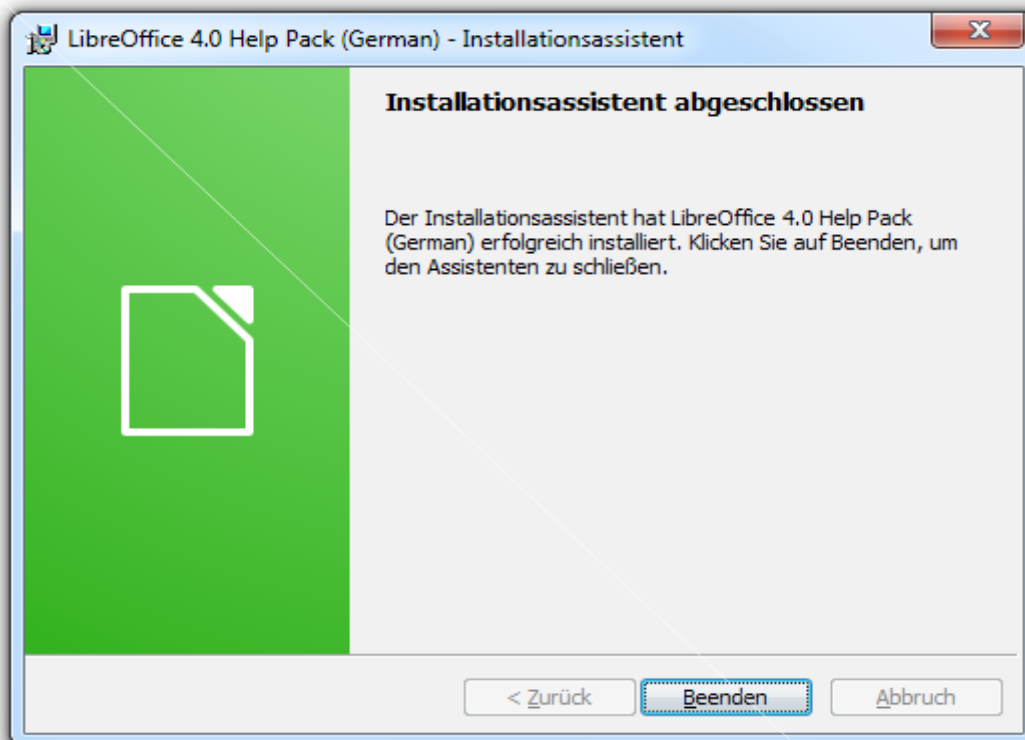 LibreOffice 4.0 Help Pack (German) - Installationsassistent
Installationsassistent abgeschlossen
Der Installationsassistent hat LibreOffice 4.0 Help Pack
(German) erfolgreich installiert. Klicken Sie auf Beenden, um
den Assistenten zu schließen.
< Zurück Beenden Abbruch